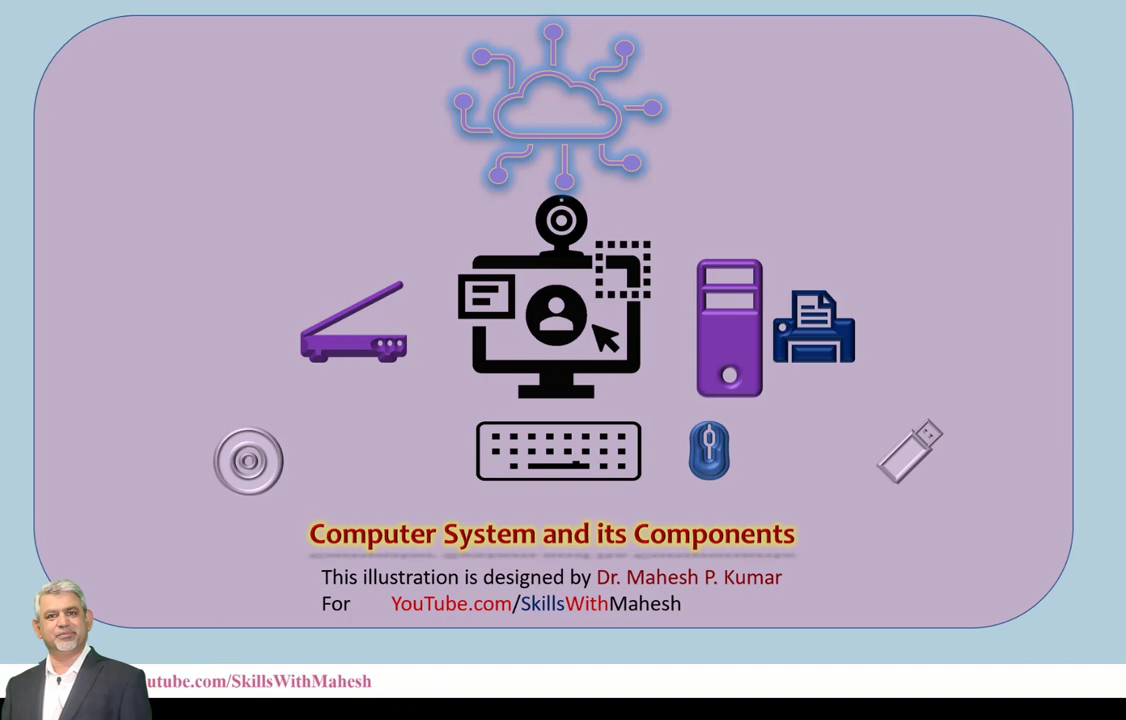 Computer System and its Components
This illustration is designed by Dr. Mahesh P. Kumar
For YouTube.com/SkillsWithMahesh
utube.com/SkillsWithMahesh